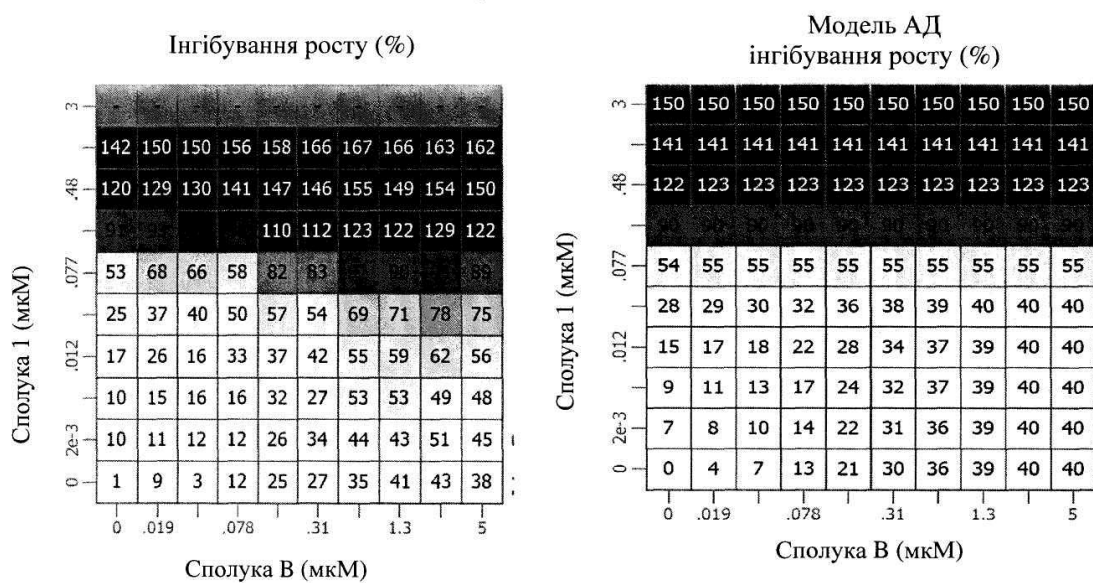 Інгібування росту (%)
3 - - - - - - - - - -
142 150 150 156 158 166 167 166 163 162
.48 120 129 130 141 147 146 155 149 154 150
110 112 123 122 129 122
.077 53 68 66 58 82 83 89
25 37 40 50 57 54 69 71 78 75
.012 17 26 16 33 37 42 55 59 62 56
10 15 16 16 32 27 53 53 49 48
2e-3 10 11 12 12 26 34 44 43 51 45
0 1 9 3 12 25 27 35 41 43 38
0 .019 .078 .31 1.3 5
Сполука 1 (мкМ)
Сполука В (мкМ)
Модель АД
інгібування росту (%)
3 150 150 150 150 150 150 150 150 150 150
141 141 141 141 141 141 141 141 141 141
.48 122 123 123 123 123 123 123 123 123 123
90 90 90 90 90 90 90 90 90 90
.077 54 55 55 55 55 55 55 55 55 55
28 29 30 32 36 38 39 40 40 40
.012 15 17 18 22 28 34 37 39 40 40
9 11 13 17 24 32 37 39 40 40
2e-3 7 8 10 14 22 31 36 39 40 40
0 0 4 7 13 21 30 36 39 40 40
0 .019 .078 .31 1.3 5
Сполука 1 (мкМ)
Сполука В (мкМ)